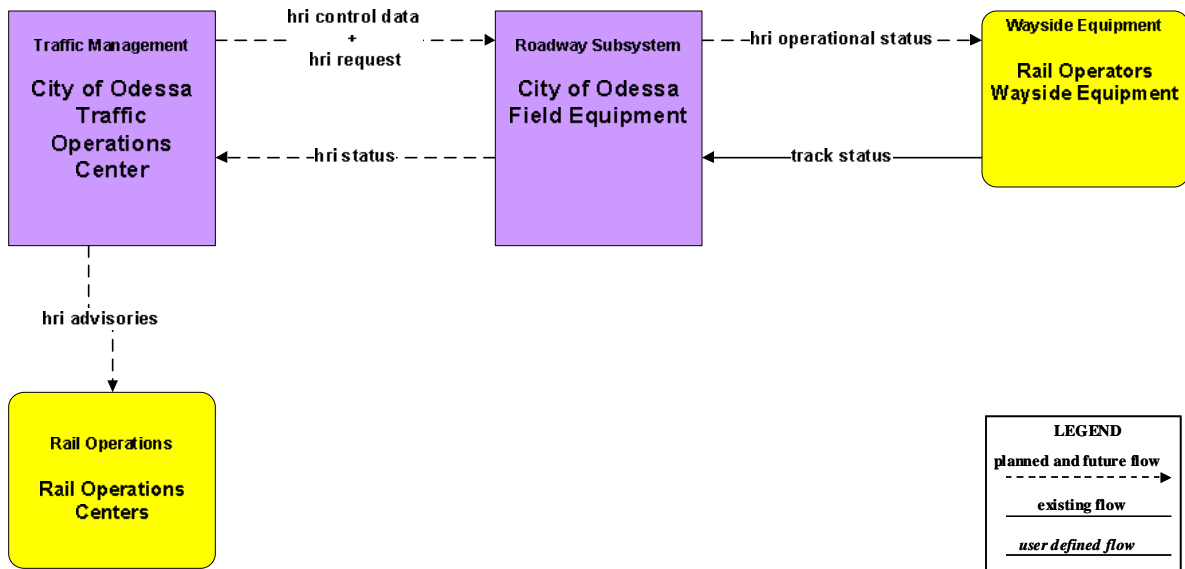 Traffic Management
City of Odessa
Traffic
Operations
Center
hri control data
+
hri request
Roadway Subsystem
City of Odessa
Field Equipment
hri operational status
Wayside Equipment
Rail Operators
Wayside Equipment
hri status
track status
hri advisories
Rail Operations
Rail Operations
Centers
LEGEND
planned and future flow
existing flow
user defined flow